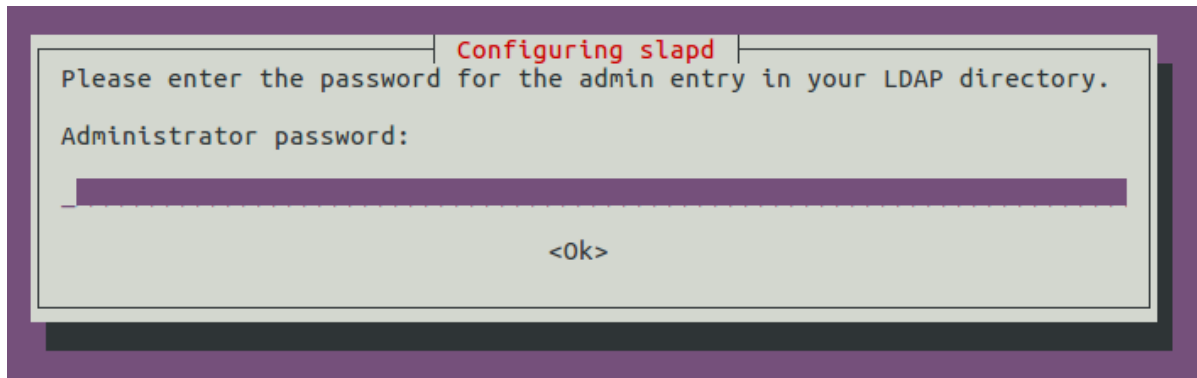 Configuring slapd
Please enter the password for the admin entry in your LDAP directory.
Administrator password:
<Ok>